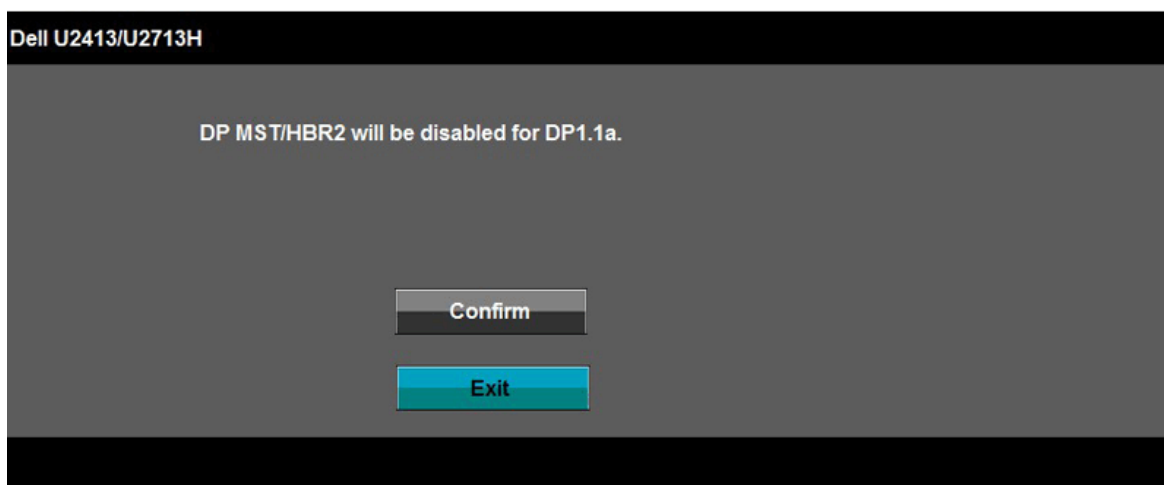 Dell U2413/U2713H
DP MST/HBR2 will be disabled for DP1.1a.
Confirm
Exit